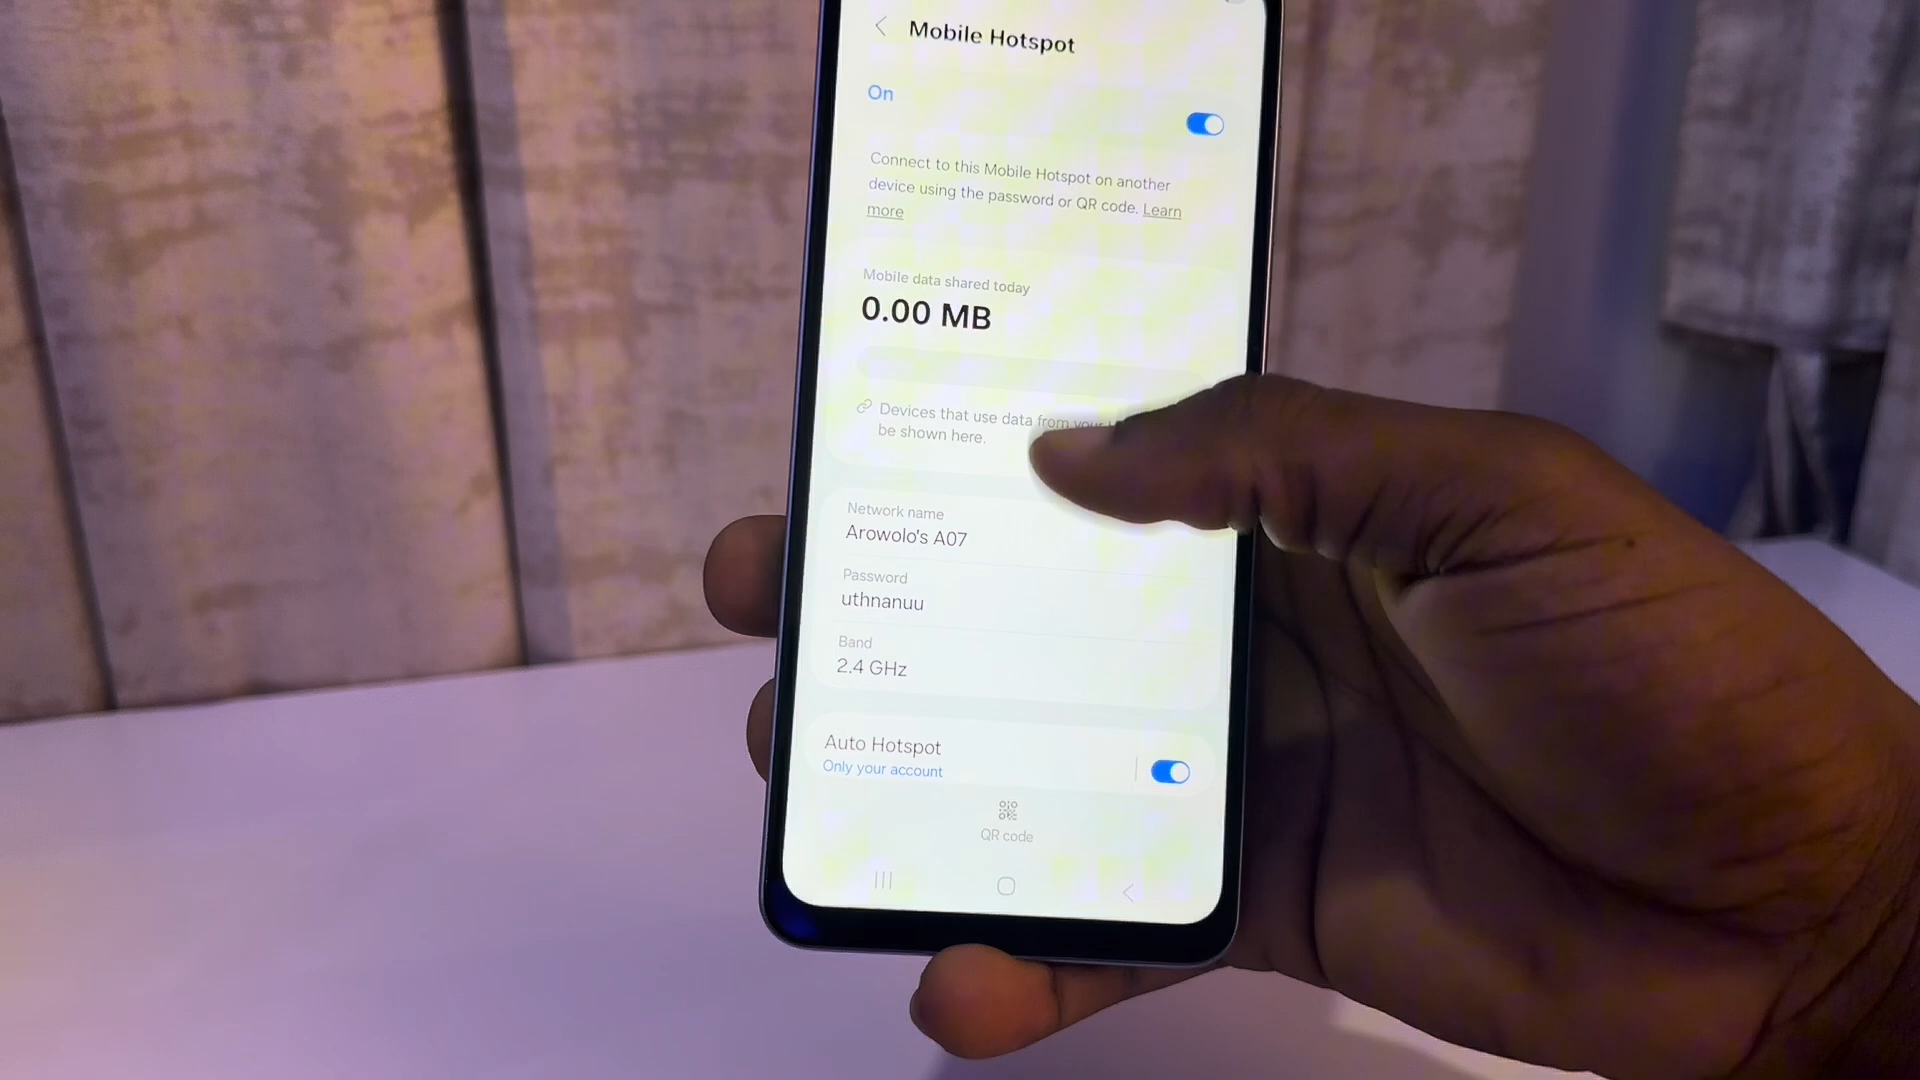 Mobile Hotspot
On
Connect to this Mobile Hotspot on another
device using the password or QR code. Learn
more
Mobile data shared today
0.00 MB
Devices that use data from your
be shown here.
Network name
Arowolo's A07
Password
uthnanuu
Band
2.4 GHz
Auto Hotspot
Only your account
QR code